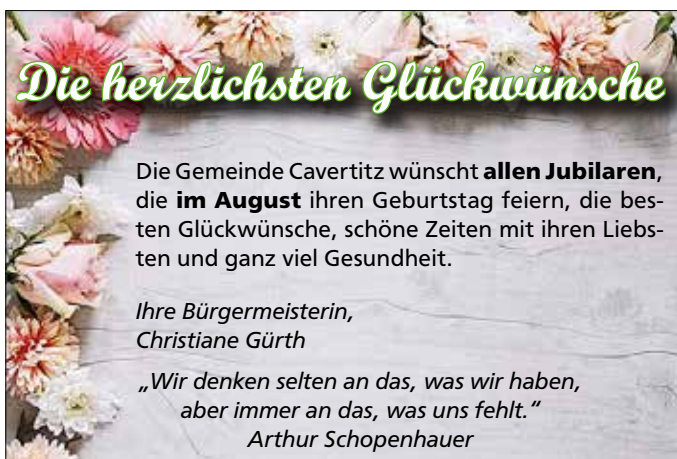 Die herzlichsten Glückwünsche
Die Gemeinde Cavertitz wünscht allen Jubilaren,
die im August ihren Geburtstag feiern, die bes-
ten Glückwünsche, schöne Zeiten mit ihren Liebs-
ten und ganz viel Gesundheit.
Ihre Bürgermeisterin,
Christiane Gürth
„Wir denken selten an das, was wir haben,
aber immer an das, was uns fehlt.“
Arthur Schopenhauer